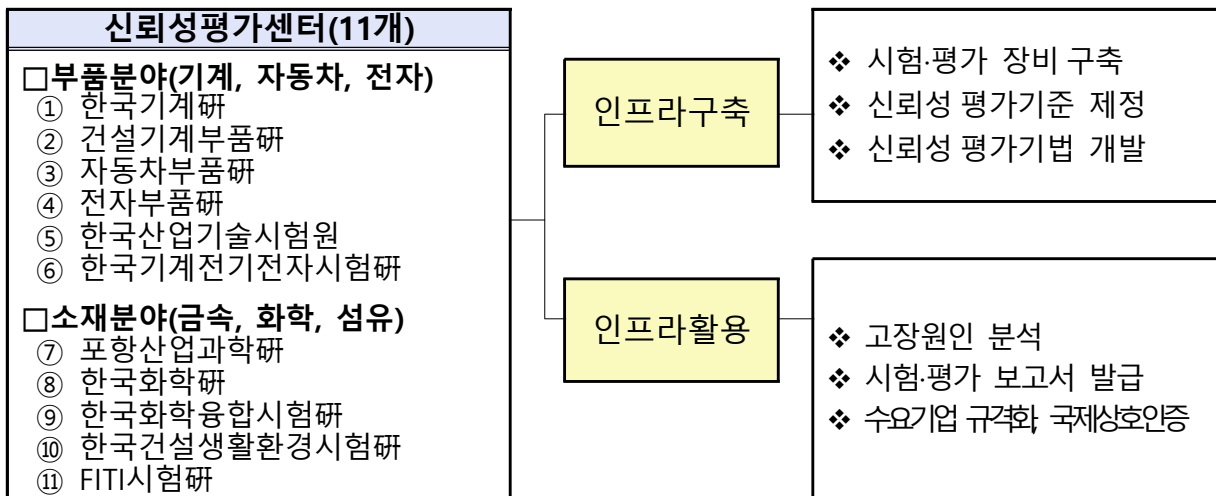 신뢰성평가센터(11개)
□부품분야(기계, 자동차, 전자)
① 한국기계硏
② 건설기계부품硏
③ 자동차부품硏
④ 전자부품硏
⑤ 한국산업기술시험원
⑥ 한국기계전기전자시험硏
□소재분야(금속, 화학, 섬유)
⑦ 포항산업과학硏
⑧ 한국화학硏
⑨ 한국화학융합시험硏
⑩ 한국건설생활환경시험硏
⑪ FITI시험硏
인프라구축
❖ 시험·평가 장비 구축
❖ 신뢰성 평가기준 제정
❖ 신뢰성 평가기법 개발
인프라활용
❖ 고장원인 분석
❖ 시험·평가 보고서 발급
❖ 수요기업 규격화, 국제상호인증